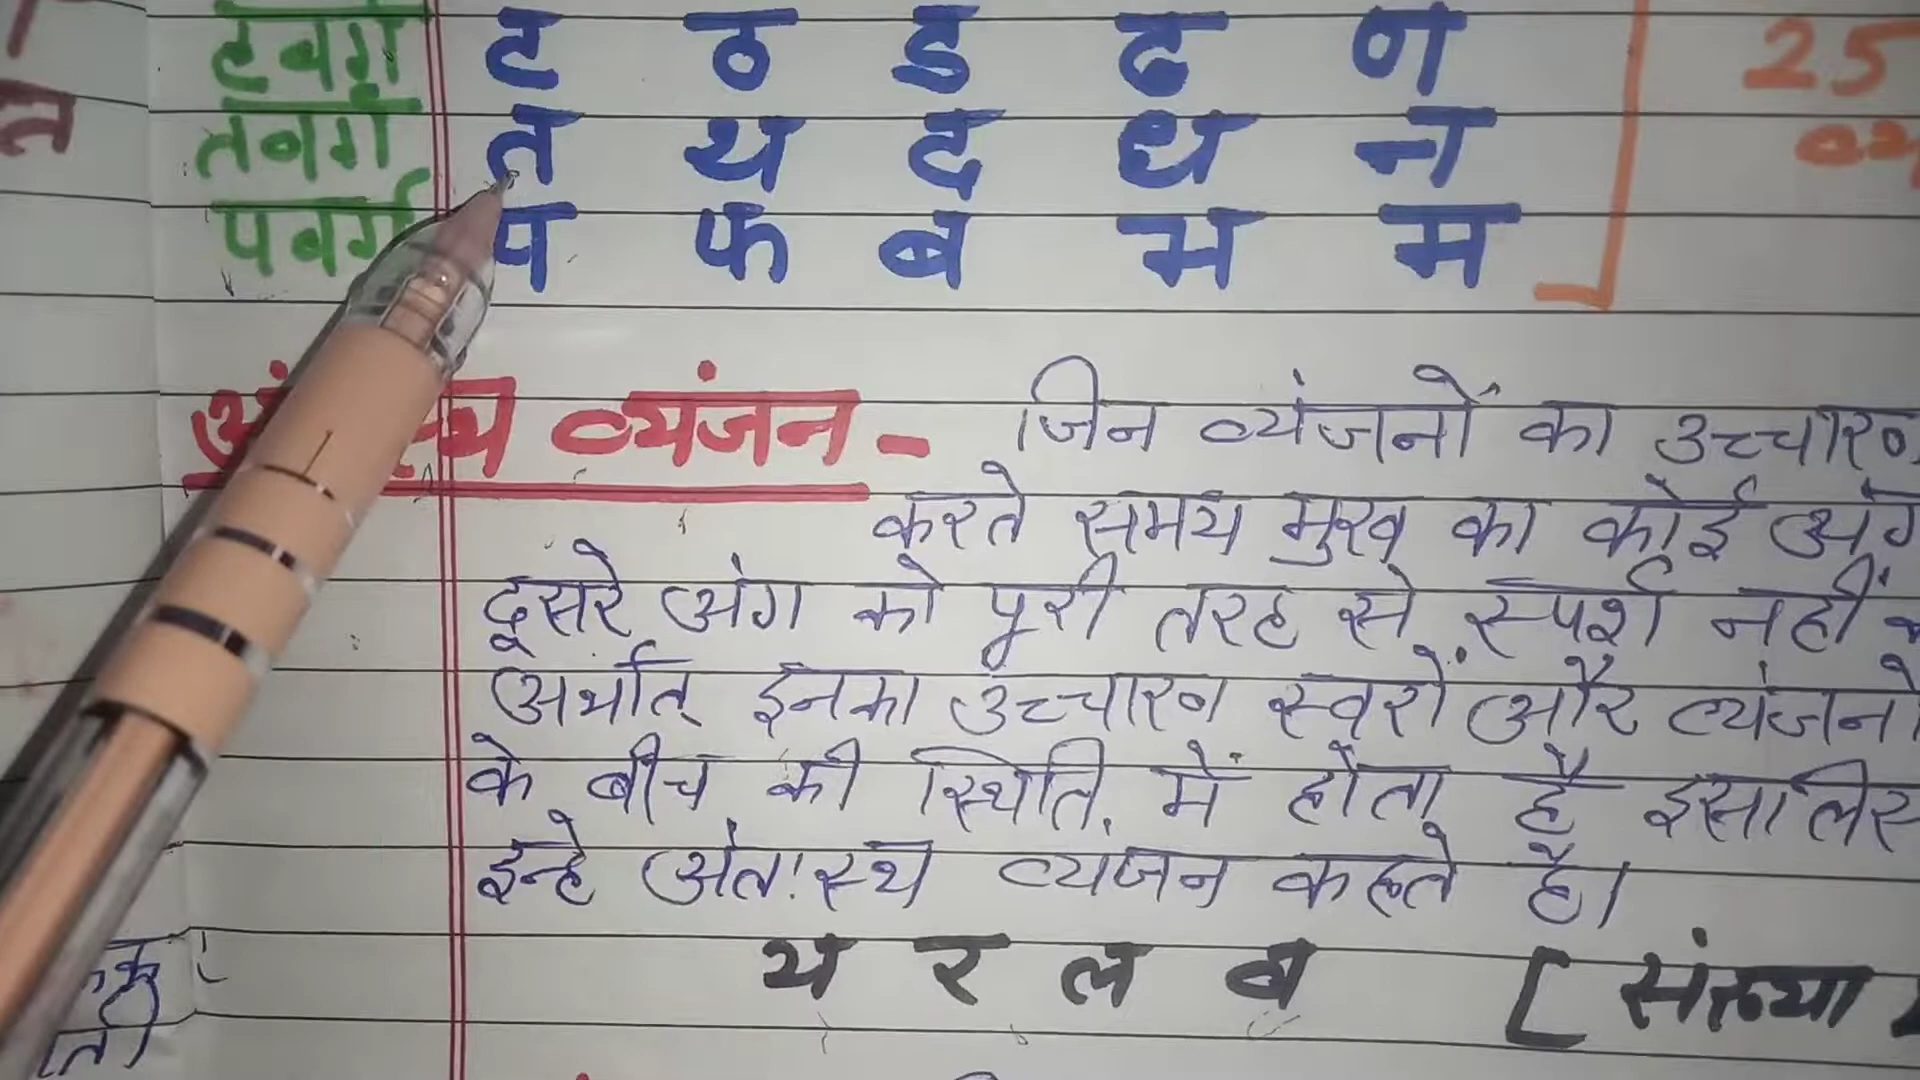 टवर्ग ट ठ ड ढ ण 25
तवर्ग त थ द ध न
पवर्ग प फ ब भ म
व्यंजन - जिन व्यंजनों का उच्चारण
करते समय मुख का कोई अंग
दूसरे अंग को पूरी तरह से स्पर्श नहीं
अर्थात् इनका उच्चारण स्वरों और व्यंजनों
के बीच की स्थिति में होता है इसलिए
इन्हे अंतःस्थ व्यंजन कहते है।
य र ल व [ संख्या